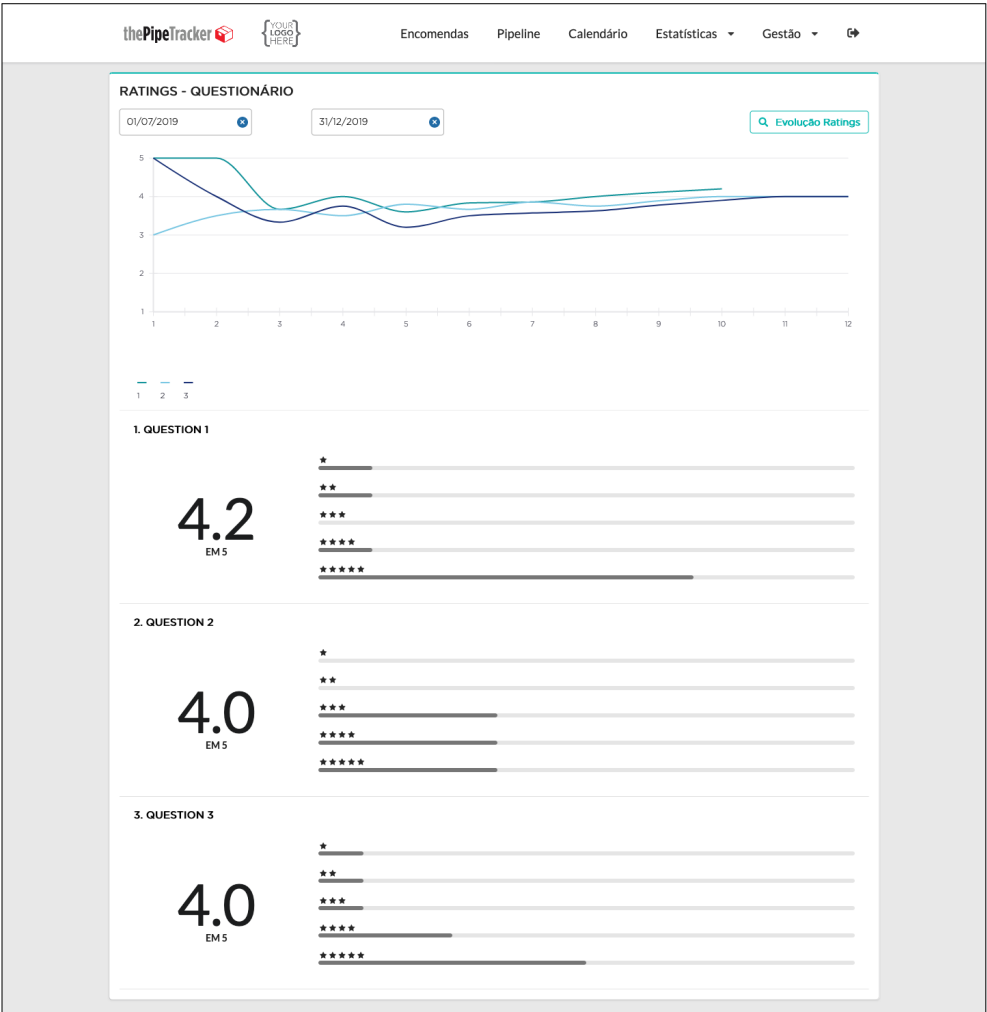 thePipeTracker {YOUR LOGO HERE} Encomendas Pipeline Calendário Estatísticas Gestão
RATINGS - QUESTIONÁRIO
01/07/2019 31/12/2019 Evolução Ratings
5
4
3
2
1
1 2 3 4 5 6 7 8 9 10 11 12
1 2 3
1. QUESTION 1
4.2
EM 5
★
★★
★★★
★★★★
★★★★★
2. QUESTION 2
4.0
EM 5
★
★★
★★★
★★★★
★★★★★
3. QUESTION 3
4.0
EM 5
★
★★
★★★
★★★★
★★★★★